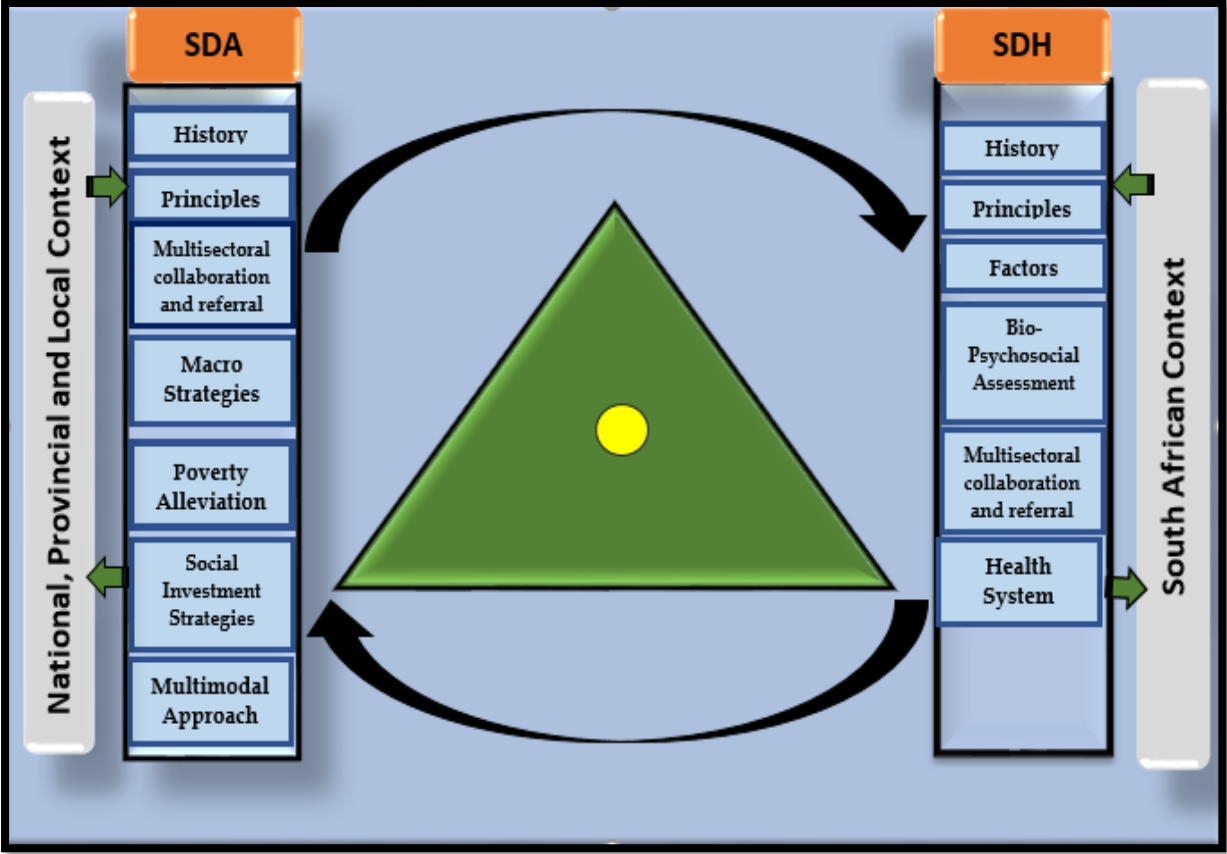 SDA
National, Provincial and Local Context
History
Principles
Multisectoral
collaboration
and referral
Macro
Strategies
Poverty
Alleviation
Social
Investment
Strategies
Multimodal
Approach
SDH
History
Principles
Factors
Bio-
Psychosocial
Assessment
Multisectoral
collaboration
and referral
Health
System
South African Context